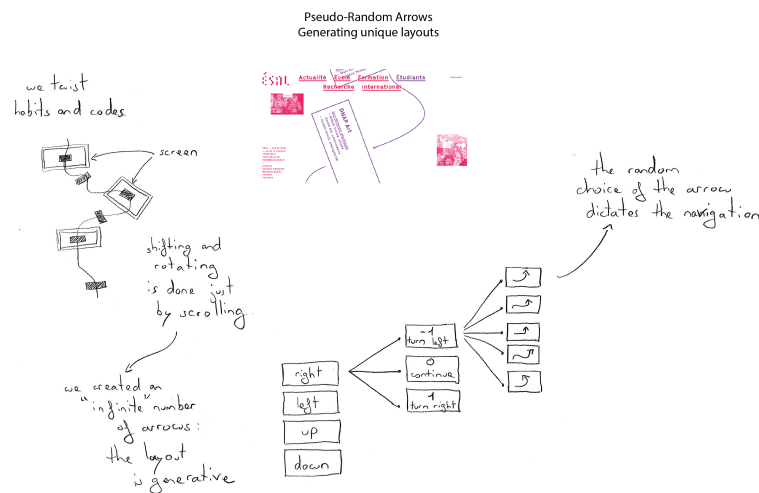 Pseudo-Random Arrows
Generating unique layouts
we twist
habits and codes
screen
ésal
Actualité École Formation Étudiants
Recherche International
DNAP Art
the random
choice of the arrow
dictates the navigation
shifting and
rotating
is done just
by scrolling
we created an
"infinite" number
of arrows:
the layout
is generative
right
left
up
down
-1
turn left
0
continue
1
turn right